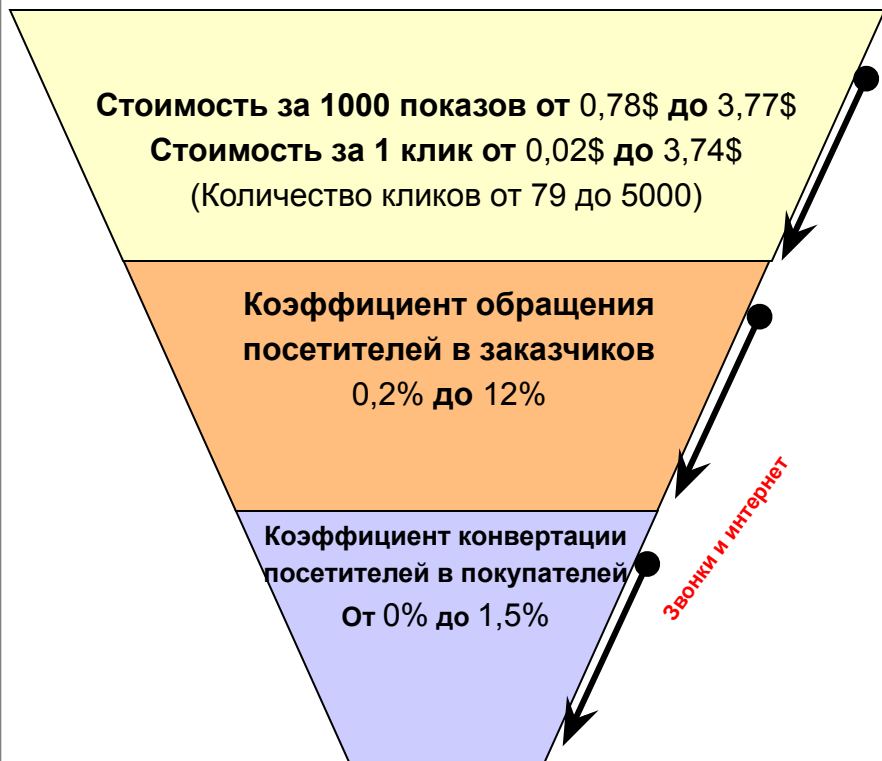 Стоимость за 1000 показов от 0,78$ до 3,77$
Стоимость за 1 клик от 0,02$ до 3,74$
(Количество кликов от 79 до 5000)
Коэффициент обращения
посетителей в заказчиков
0,2% до 12%
Коэффициент конвертации
посетителей в покупателей
От 0% до 1,5%
Звонки и интернет